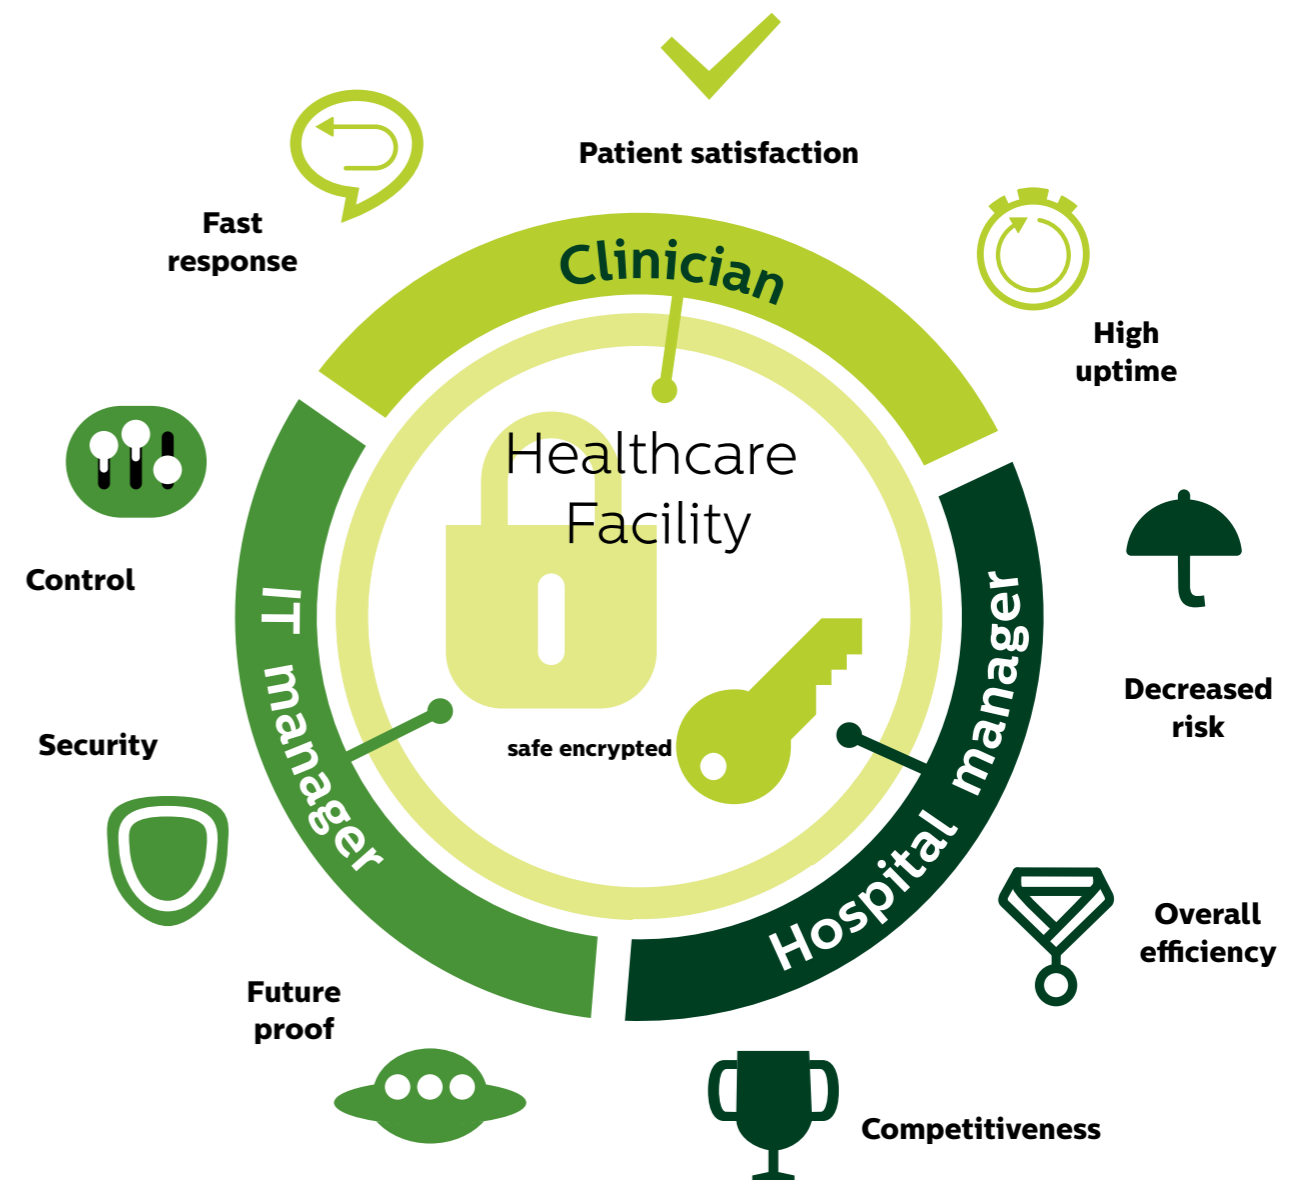 Patient satisfaction
Fast
response
Clinician
High
uptime
Healthcare
Facility
Control
IT manager
Hospital manager
Decreased
risk
Security
safe encrypted
Overall
efficiency
Future
proof
Competitiveness